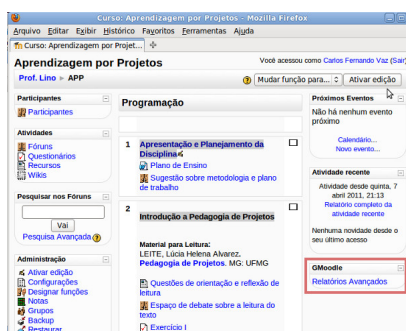 Curso: Aprendizagem por Projetos - Mozilla Firefox
Arquivo Editar Exibir Histórico Favoritos Ferramentas Ajuda
Curso: Aprendizagem por Projet...
Aprendizagem por Projetos
Você acessou como Carlos Fernando Vaz (Sair)
Prof. Lino ► APP
Mudar função para...
Ativar edição
Participantes
Participantes
Atividades
Fóruns
Questionários
Recursos
Wikis
Pesquisar nos Fóruns
Vai
Pesquisa Avançada
Administração
Ativar edição
Configurações
Designar funções
Notas
Grupos
Backup
Restaurar
Programação
1 Apresentação e Planejamento da
Disciplina
Plano de Ensino
Sugestão sobre metodologia e plano
de trabalho
2
Introdução a Pedagogia de Projetos
Material para Leitura:
LEITE, Lúcia Helena Alvarez.
Pedagogia de Projetos. MG: UFMG
Questões de orientação e reflexão de
leitura
Espaço de debate sobre a leitura do
texto
Exercício I
Próximos Eventos
Não há nenhum evento
próximo
Calendário...
Novo evento...
Atividade recente
Atividade desde quinta, 7
abril 2011, 21:13
Relatório completo da
atividade recente
Nenhuma novidade desde o
seu último acesso
GMoodle
Relatórios Avançados